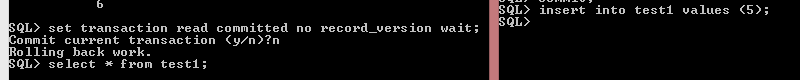 6
SQL> set transaction read committed no record_version wait;
Commit current transaction (y/n)?n
Rolling back work.
SQL> select * from test1;
SQL> insert into test1 values (5);
SQL>